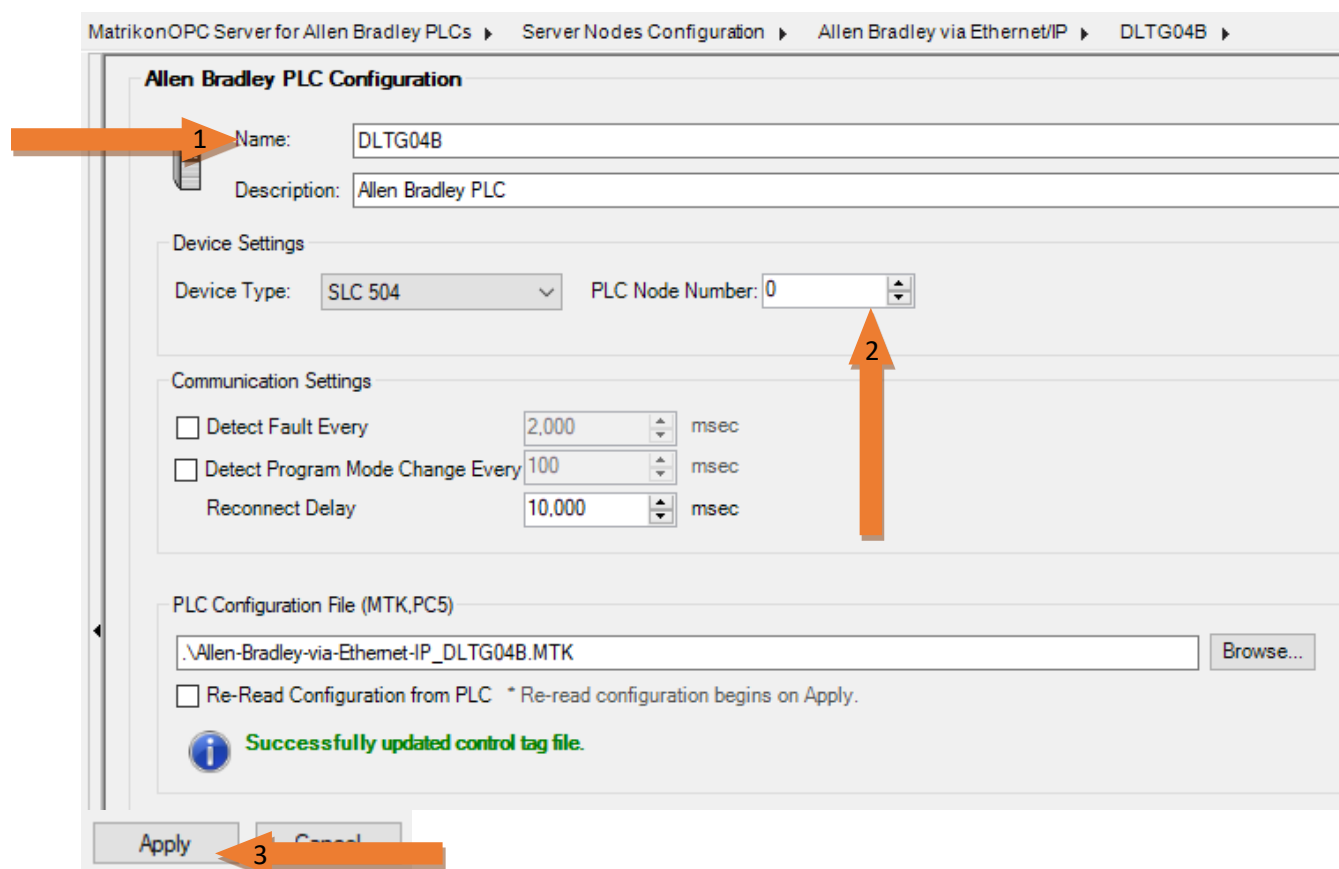 MatrikonOPC Server for Allen Bradley PLCs Server Nodes Configuration Allen Bradley via Ethernet/IP DLTG04B
Allen Bradley PLC Configuration
1 Name: DLTG04B
Description: Allen Bradley PLC
Device Settings
Device Type: SLC 504 PLC Node Number: 0
2
Communication Settings
Detect Fault Every 2,000 msec
Detect Program Mode Change Every 100 msec
Reconnect Delay 10,000 msec
PLC Configuration File (MTK,PC5)
.\Allen-Bradley-via-Ethernet-IP_DLTG04B.MTK Browse...
Re-Read Configuration from PLC * Re-read configuration begins on Apply.
Successfully updated control tag file.
Apply Cancel
3